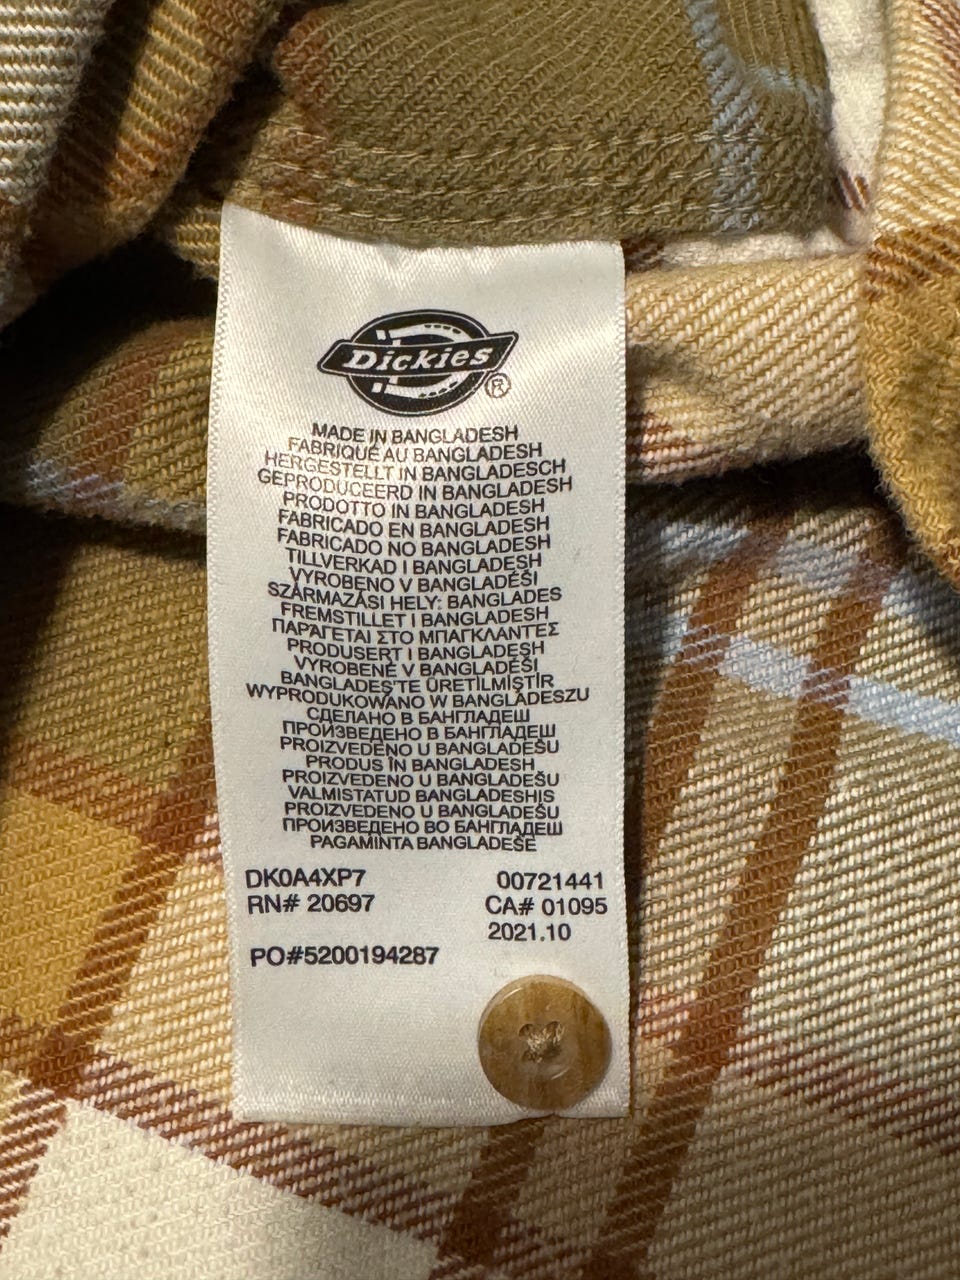 Dickies
®
MADE IN BANGLADESH
FABRIQUÉ AU BANGLADESH
HERGESTELLT IN BANGLADESCH
GEPRODUCEERD IN BANGLADESH
PRODOTTO IN BANGLADESH
FABRICADO EN BANGLADESH
FABRICADO NO BANGLADESH
TILLVERKAD I BANGLADESH
VYROBENO V BANGLADÉŠI
SZÁRMAZÁSI HELY: BANGLADES
FREMSTILLET I BANGLADESH
ΠΑΡΑΓΕΤΑΙ ΣΤΟ ΜΠΑΓΚΛΑΝΤΕΣ
PRODUSERT I BANGLADESH
VYROBENÉ V BANGLADÉŠI
BANGLADEŞ'TE ÜRETİLMİŞTİR
WYPRODUKOWANO W BANGLADESZU
СДЕЛАНО В БАНГЛАДЕШ
ПРОИЗВЕДЕНО В БАНГЛАДЕШ
PROIZVEDENO U BANGLADEŠU
PRODUS ÎN BANGLADESH
PROIZVEDENO U BANGLADEŠU
VALMISTATUD BANGLADESHIS
PROIZVEDENO U BANGLADEŠU
ПРОИЗВЕДЕНО ВО БАНГЛАДЕШ
PAGAMINTA BANGLADEŠE
DK0A4XP7 00721441
RN# 20697 CA# 01095
2021.10
PO#5200194287